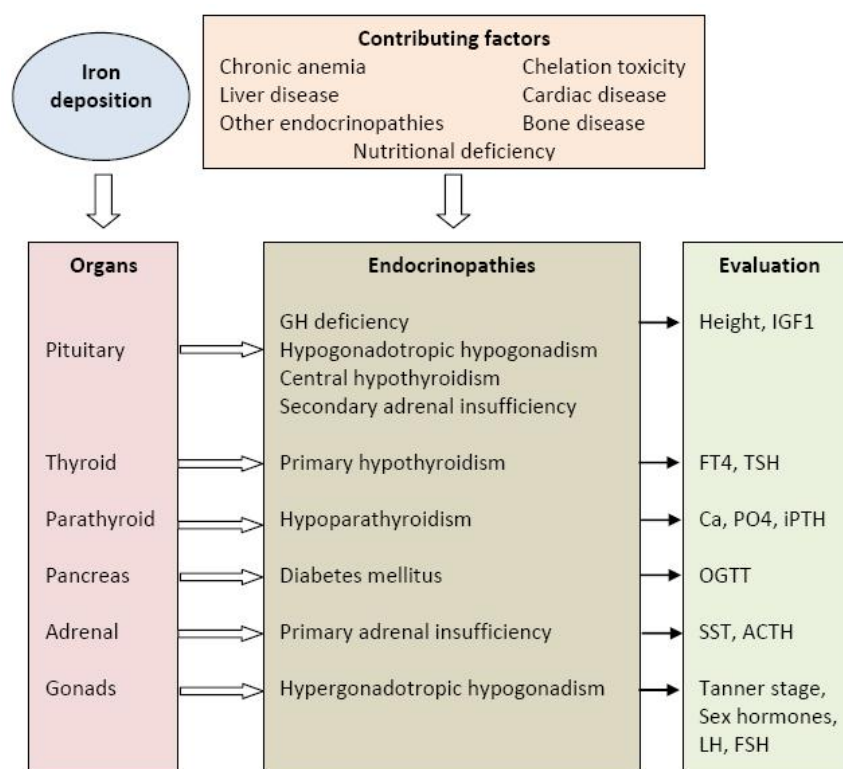 Iron
deposition
Contributing factors
Chronic anemia Chelation toxicity
Liver disease Cardiac disease
Other endocrinopathies Bone disease
Nutritional deficiency
Organs Endocrinopathies Evaluation
GH deficiency Height, IGF1
Pituitary Hypogonadotropic hypogonadism
Central hypothyroidism
Secondary adrenal insufficiency
Thyroid Primary hypothyroidism FT4, TSH
Parathyroid Hypoparathyroidism Ca, PO4, iPTH
Pancreas Diabetes mellitus OGTT
Adrenal Primary adrenal insufficiency SST, ACTH
Gonads Hypergonadotropic hypogonadism Tanner stage,
Sex hormones,
LH, FSH